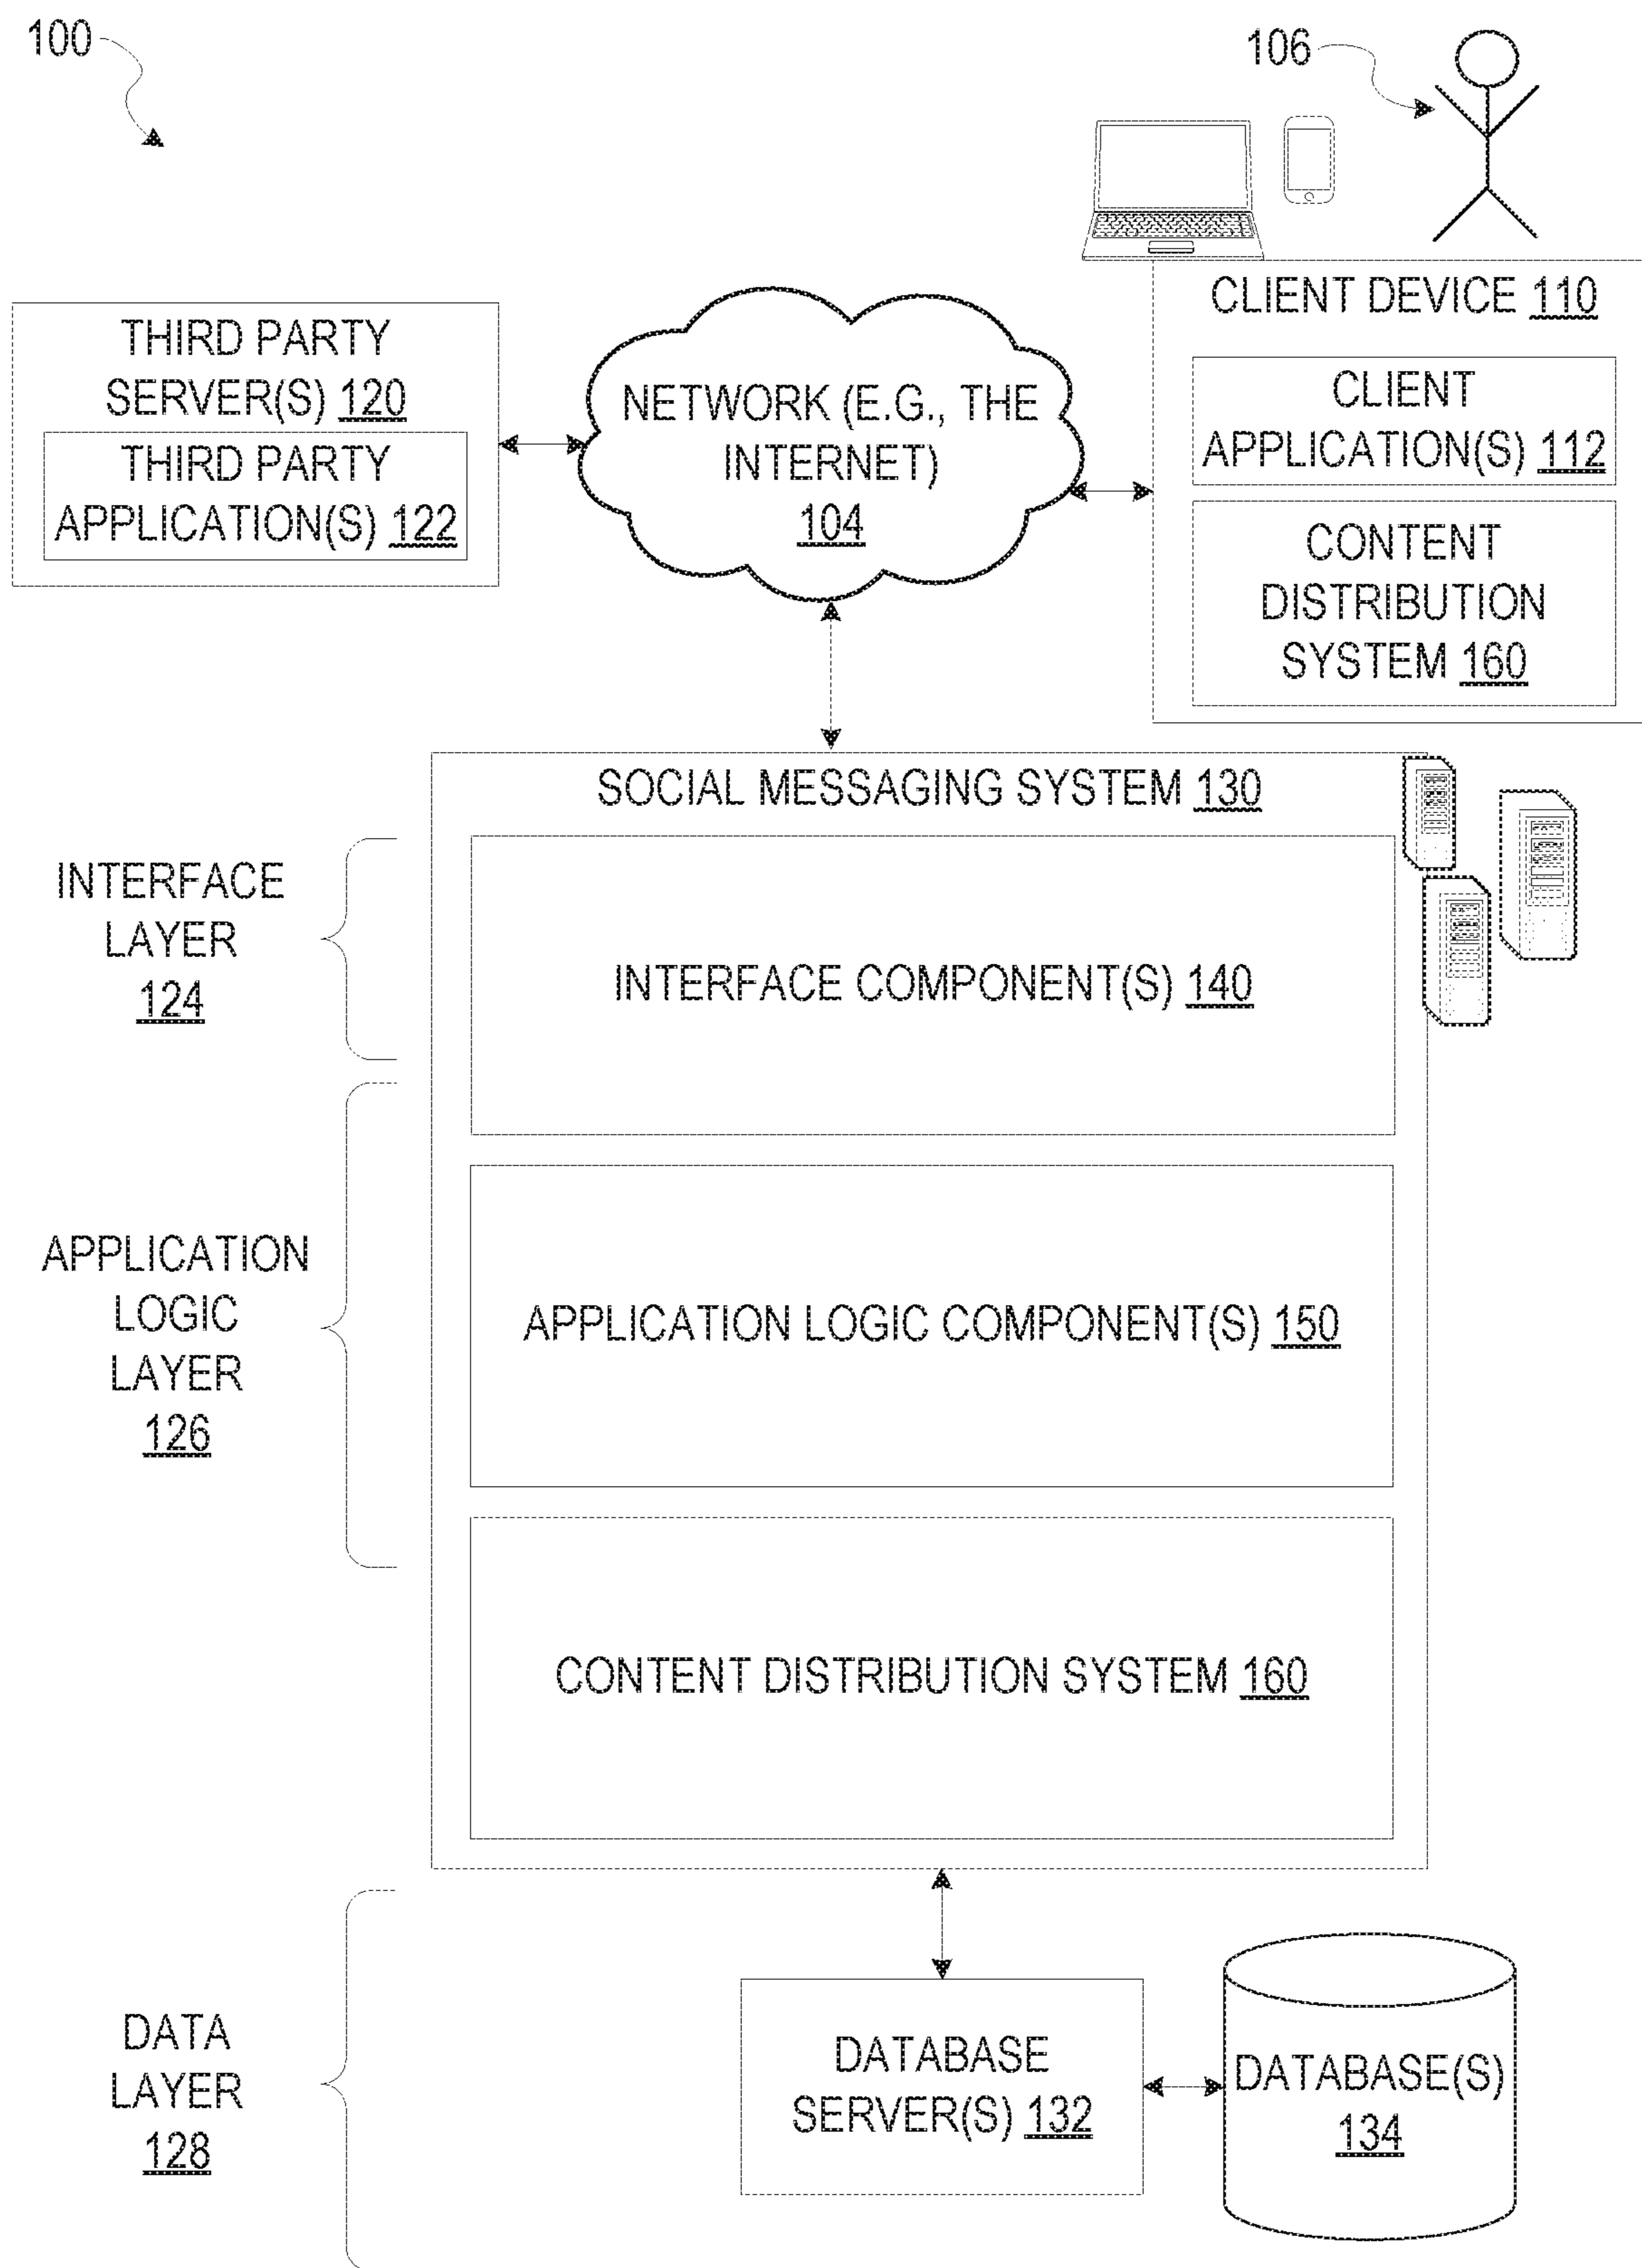 100
106
CLIENT DEVICE 110
THIRD PARTY
SERVER(S) 120
THIRD PARTY
APPLICATION(S) 122
NETWORK (E.G., THE
INTERNET)
104
CLIENT
APPLICATION(S) 112
CONTENT
DISTRIBUTION
SYSTEM 160
SOCIAL MESSAGING SYSTEM 130
INTERFACE
LAYER
124
INTERFACE COMPONENT(S) 140
APPLICATION
LOGIC
LAYER
126
APPLICATION LOGIC COMPONENT(S) 150
CONTENT DISTRIBUTION SYSTEM 160
DATA
LAYER
128
DATABASE
SERVER(S) 132
DATABASE(S)
134